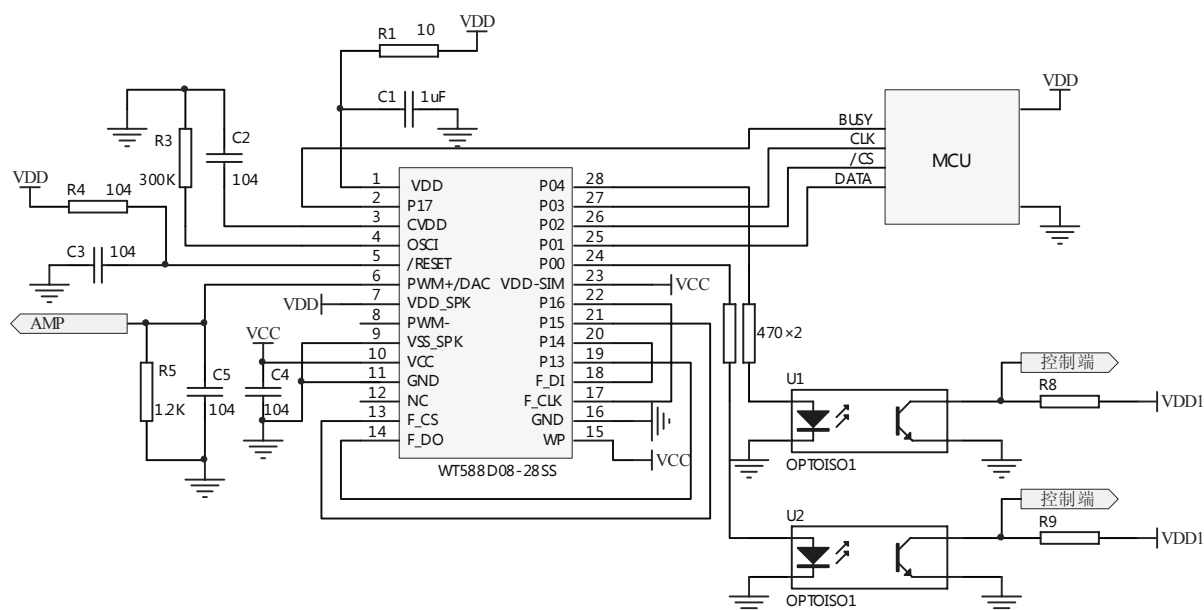 VDD
R1 10
C1 1uF
R3
300K
C2
104
VDD
R4 104
C3 104
VDD
AMP
R5
1.2K
C5
104
VCC
C4
104
1 VDD
2 P17
3 CVDD
4 OSCI
5 /RESET
6 PWM+/DAC
7 VDD_SPK
8 PWM-
9 VSS_SPK
10 VCC
11 GND
12 NC
13 F_CS
14 F_DO
P04 28
P03 27
P02 26
P01 25
P00 24
VDD-SIM 23
P16 22
P15 21
P14 20
P13 19
F_DI 18
F_CLK 17
GND 16
WP 15
WT588D08-28SS
VCC
VCC
BUSY
CLK
/CS
DATA
MCU
VDD
470×2
U1
OPTOISO1
控制端
R8
VDD1
U2
OPTOISO1
控制端
R9
VDD1